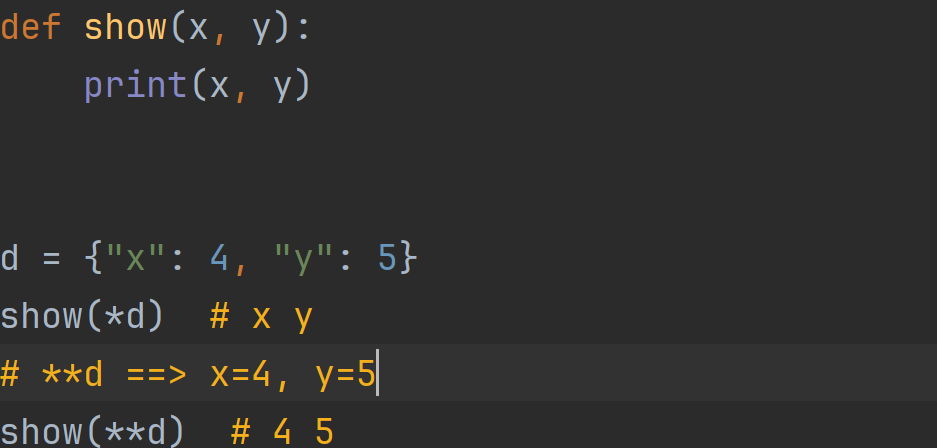 def show(x, y):
    print(x, y)
d = {"x": 4, "y": 5}
show(*d)  # x y
# **d ==> x=4, y=5
show(**d)  # 4 5